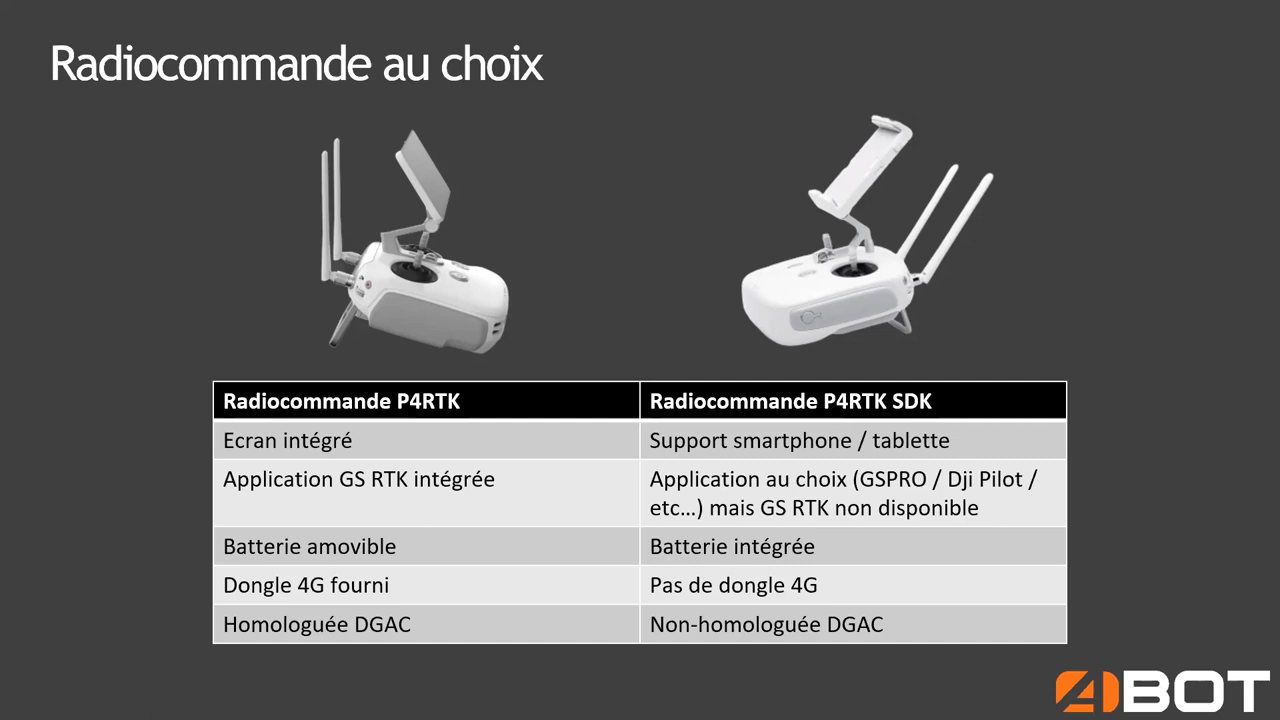 Radiocommande au choix
Radiocommande P4RTK
Radiocommande P4RTK SDK
Ecran intégré
Support smartphone / tablette
Application GS RTK intégrée
Application au choix (GSPRO / Dji Pilot /
etc…) mais GS RTK non disponible
Batterie amovible
Batterie intégrée
Dongle 4G fourni
Pas de dongle 4G
Homologuée DGAC
Non-homologuée DGAC
ABOT